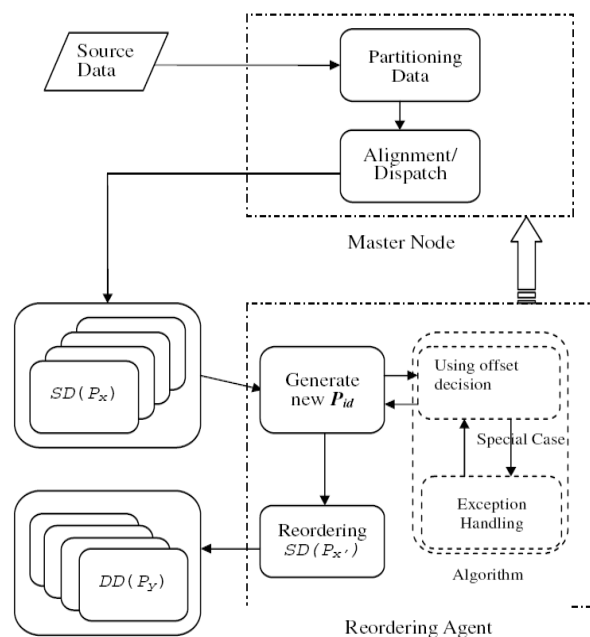 Source
Data
Partitioning
Data
Alignment/
Dispatch
Master Node
SD(Px)
Generate
new Pid
Using offset
decision
Special Case
Exception
Handling
Reordering
SD(Px')
Algorithm
DD(Py)
Reordering Agent